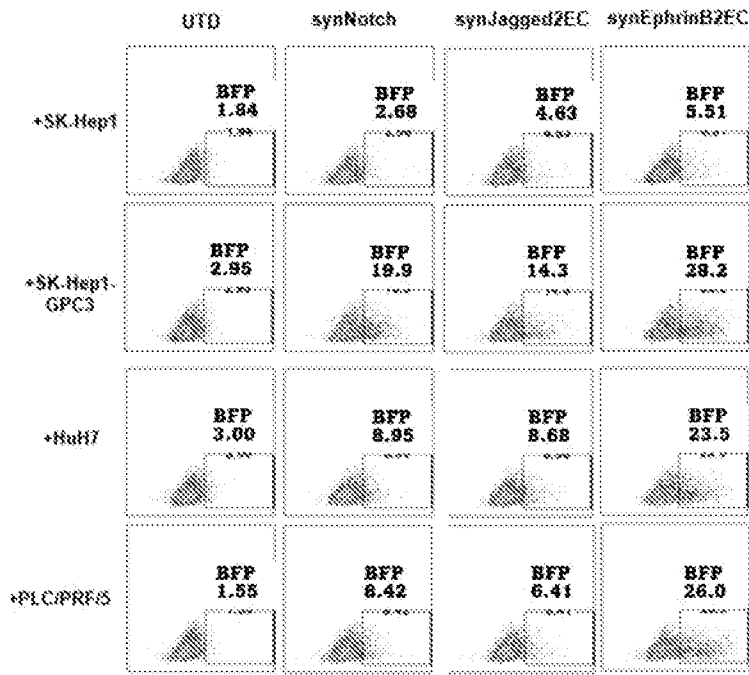 UTD synNotch synJagged2EC synEphrinB2EC
+SK-Hep1
BFP 1.84
BFP 2.68
BFP 4.63
BFP 5.51
+SK-Hep1-
GPC3
BFP 2.95
BFP 19.9
BFP 14.3
BFP 28.2
+HuH7
BFP 3.00
BFP 8.95
BFP 8.68
BFP 23.5
+PLC/PRF/5
BFP 1.55
BFP 8.42
BFP 6.41
BFP 26.0